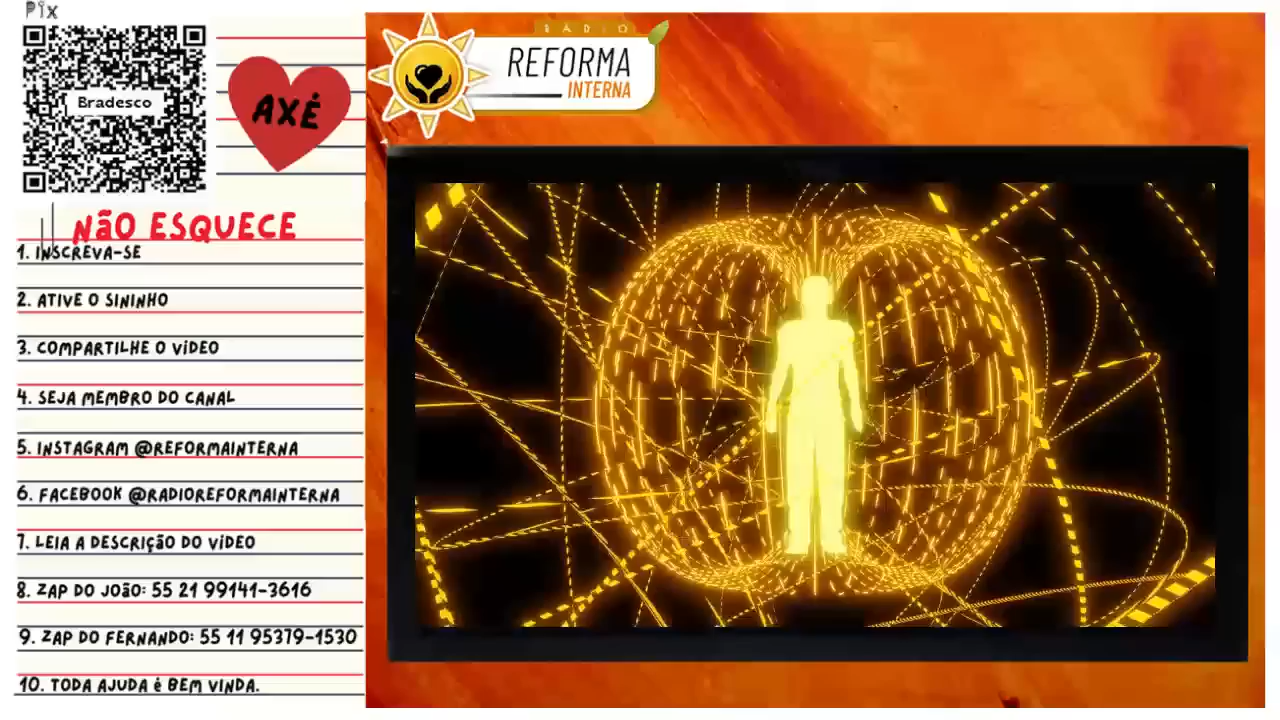 Pix
Bradesco
AXÉ
NÃO ESQUECE
1. INSCREVA-SE
2. ATIVE O SININHO
3. COMPARTILHE O VÍDEO
4. SEJA MEMBRO DO CANAL
5. INSTAGRAM @REFORMAINTERNA
6. FACEBOOK @RADIOREFORMAINTERNA
7. LEIA A DESCRIÇÃO DO VÍDEO
8. ZAP DO JOÃO: 55 21 99141-3616
9. ZAP DO FERNANDO: 55 11 95379-1530
10. TODA AJUDA É BEM VINDA.
RÁDIO
REFORMA
INTERNA